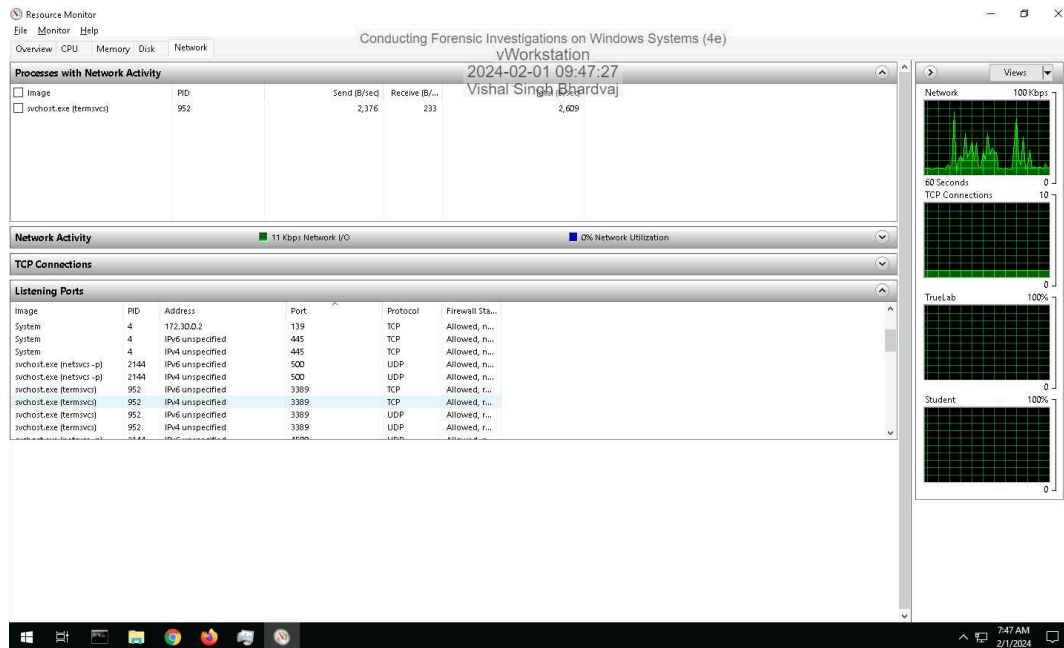 Resource Monitor
File Monitor Help
Conducting Forensic Investigations on Windows Systems (4e)
vWorkstation
2024-02-01 09:47:27
Vishal Singh Bhardvaj
Overview CPU Memory Disk Network
Processes with Network Activity
Image PID Send (B/sec) Receive (B/... Total (B/sec)
svchost.exe (termsvcs) 952 2,376 233 2,609
Network Activity 11 Kbps Network I/O 0% Network Utilization
TCP Connections
Listening Ports
Image PID Address Port Protocol Firewall Sta...
System 4 172.30.0.2 139 TCP Allowed, n...
System 4 IPv6 unspecified 445 TCP Allowed, n...
System 4 IPv4 unspecified 445 TCP Allowed, n...
svchost.exe (netsvcs -p) 2144 IPv6 unspecified 500 UDP Allowed, n...
svchost.exe (netsvcs -p) 2144 IPv4 unspecified 500 UDP Allowed, n...
svchost.exe (termsvcs) 952 IPv6 unspecified 3389 TCP Allowed, r...
svchost.exe (termsvcs) 952 IPv4 unspecified 3389 TCP Allowed, r...
svchost.exe (termsvcs) 952 IPv6 unspecified 3389 UDP Allowed, r...
svchost.exe (termsvcs) 952 IPv4 unspecified 3389 UDP Allowed, r...
Views
Network 100 Kbps
60 Seconds 0
TCP Connections 10
0
TrueLab 100%
0
Student 100%
0
7:47 AM
2/1/2024